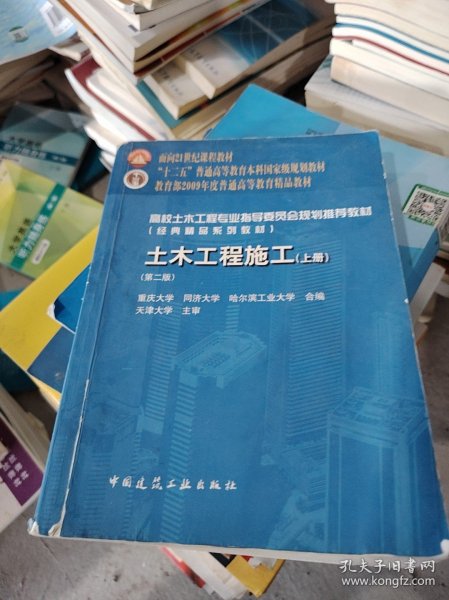 面向21世纪课程教材
“十二五”普通高等教育本科国家级规划教材
教育部2009年度普通高等教育精品教材
高校土木工程专业指导委员会规划推荐教材
(经典精品系列教材)
土木工程施工(上册)
(第二版)
重庆大学 同济大学 哈尔滨工业大学 合编
天津大学 主审
中国建筑工业出版社
孔夫子旧书网
www.kongfz.com